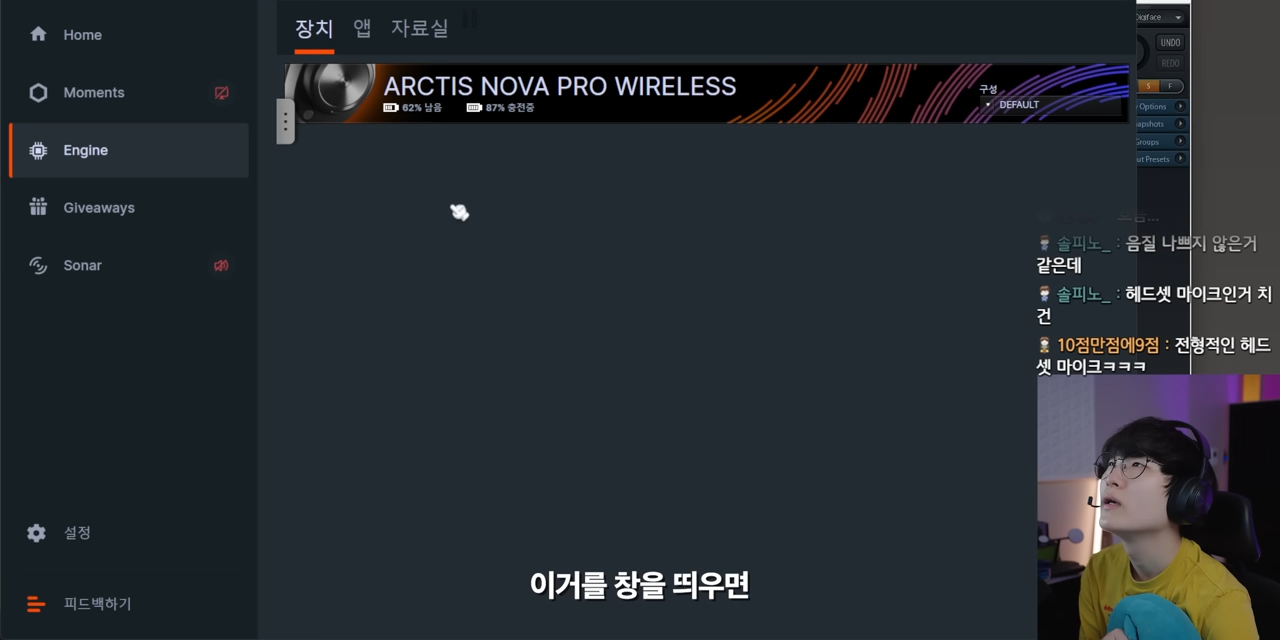 Home
Moments
Engine
Giveaways
Sonar
설정
피드백하기
장치 앱 자료실
ARCTIS NOVA PRO WIRELESS
62% 남음 87% 충전중
구성
DEFAULT
Digiface
UNDO
REDO
S F
Options
apshots
Groups
ut Presets
솔피노_ : 음질 나쁘지 않은거
같은데
솔피노_ : 헤드셋 마이크인거 치
건
10점만점에9점 : 전형적인 헤드
셋 마이크ㅋㅋㅋ
이거를 창을 띄우면